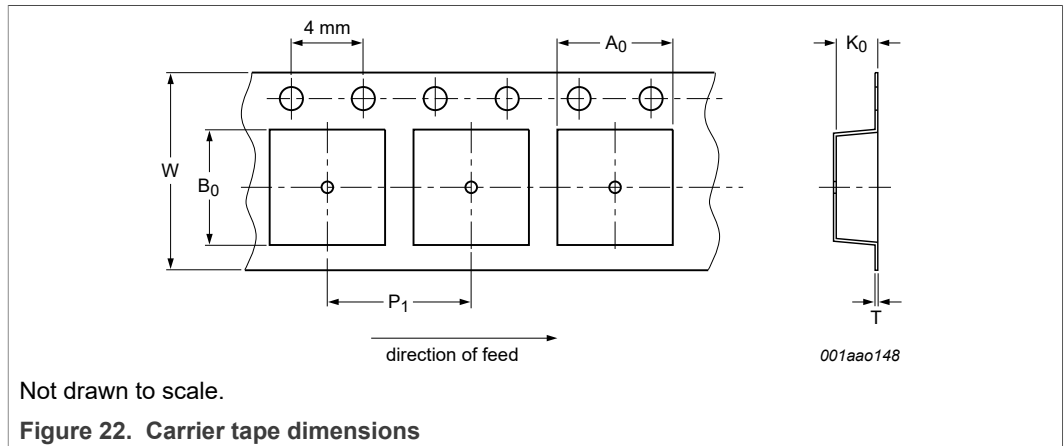 4 mm
A0
K0
W
B0
P1
T
direction of feed
001aao148
Not drawn to scale.
Figure 22. Carrier tape dimensions